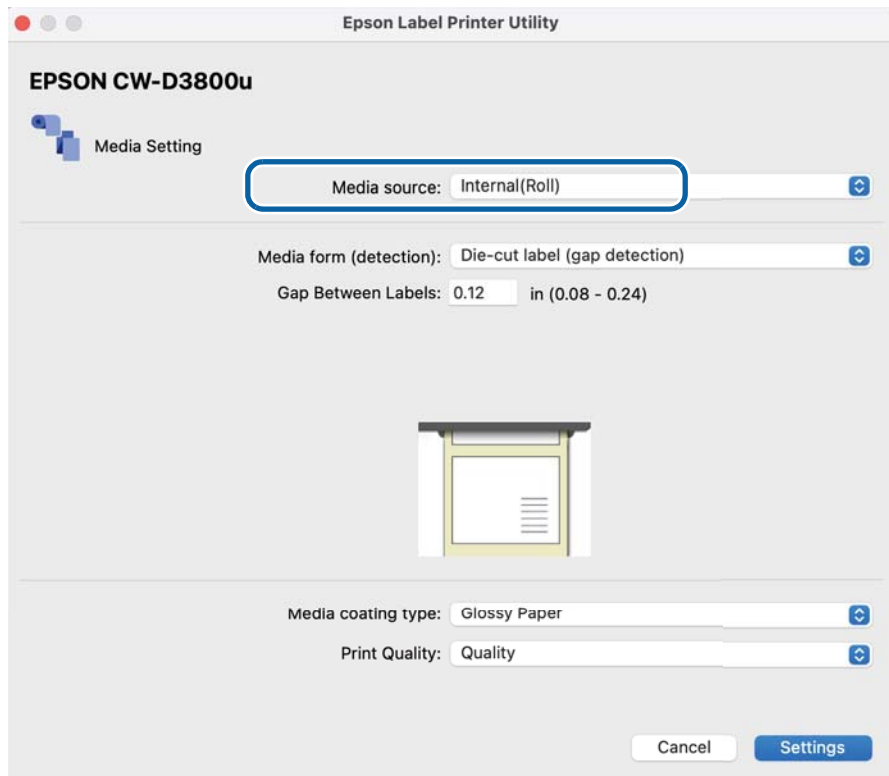 Epson Label Printer Utility
EPSON CW-D3800u
Media Setting
Media source: Internal(Roll)
Media form (detection): Die-cut label (gap detection)
Gap Between Labels: 0.12 in (0.08 - 0.24)
Media coating type: Glossy Paper
Print Quality: Quality
Cancel Settings